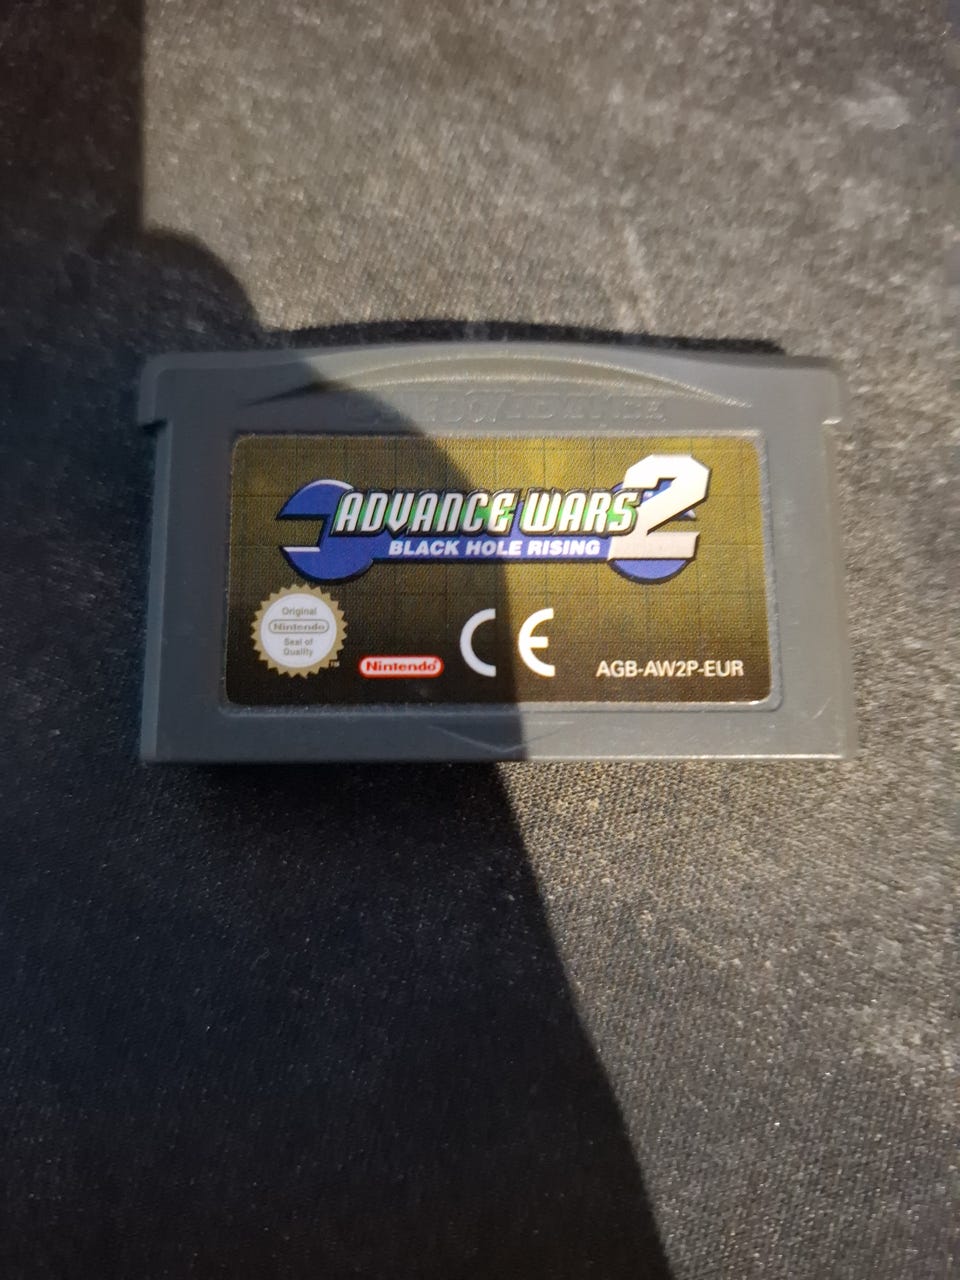 GAME BOY ADVANCE
ADVANCE WARS 2
BLACK HOLE RISING
Original
Nintendo
Seal of
Quality
TM
Nintendo
CE
AGB-AW2P-EUR